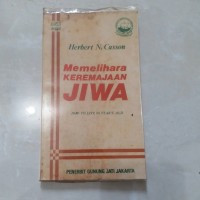 Herbert N. Casson
Memelihara
KEREMAJAAN
JIWA
PENERBIT GUNUNG JATI JAKARTA